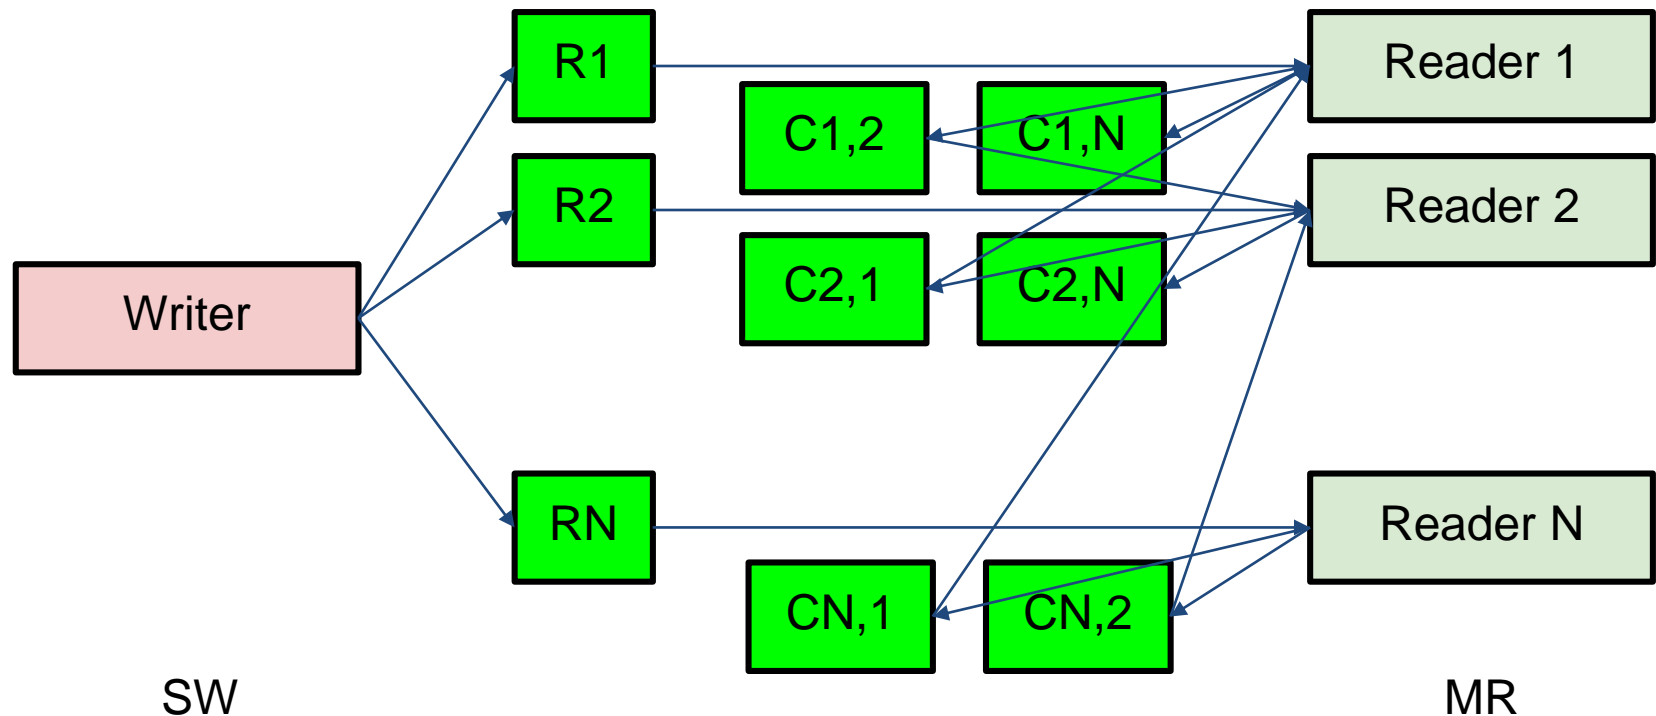 R1
Reader 1
C1,2
C1,N
R2
Reader 2
C2,1
C2,N
Writer
RN
Reader N
CN,1
CN,2
SW
MR